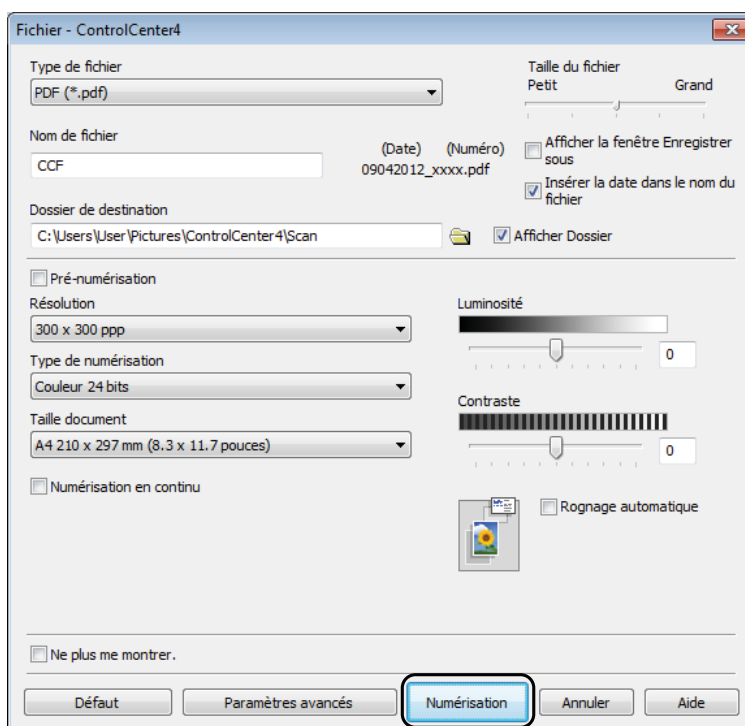 Fichier - ControlCenter4
Type de fichier
PDF (*.pdf)
Taille du fichier
Petit Grand
Nom de fichier
CCF
(Date) (Numéro)
09042012_xxxx.pdf
Afficher la fenêtre Enregistrer
sous
Insérer la date dans le nom du
fichier
Dossier de destination
C:\Users\User\Pictures\ControlCenter4\Scan
Afficher Dossier
Pré-numérisation
Résolution
300 x 300 ppp
Type de numérisation
Couleur 24 bits
Taille document
A4 210 x 297 mm (8.3 x 11.7 pouces)
Numérisation en continu
Luminosité
0
Contraste
0
Rognage automatique
Ne plus me montrer.
Défaut Paramètres avancés Numérisation Annuler Aide